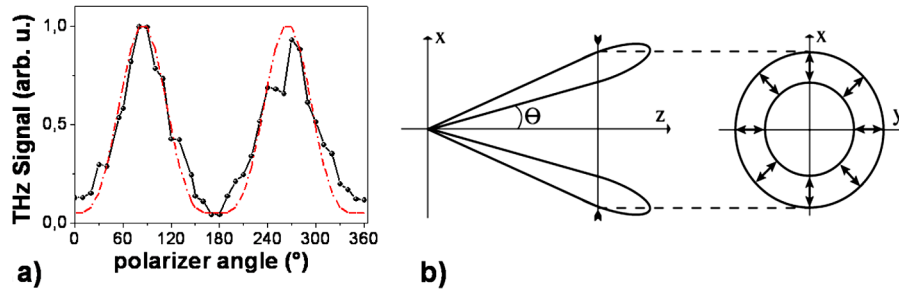 THz Signal (arb. u.)
1,0
0,5
0,0
0 60 120 180 240 300 360
polarizer angle (°)
a)
x
Θ
z
b)
x
y